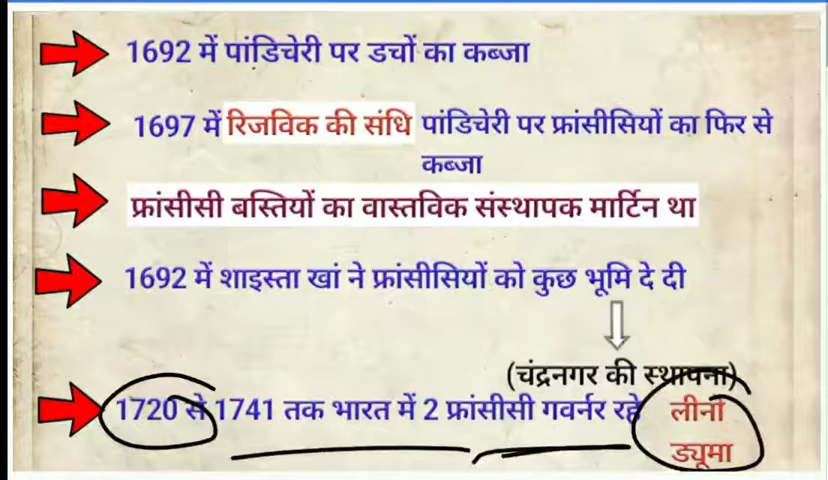 1692 में पांडिचेरी पर डचों का कब्जा
1697 में रिजविक की संधि पांडिचेरी पर फ्रांसीसियों का फिर से
कब्जा
फ्रांसीसी बस्तियों का वास्तविक संस्थापक मार्टिन था
1692 में शाइस्ता खां ने फ्रांसीसियों को कुछ भूमि दे दी
(चंद्रनगर की स्थापना)
1720 से 1741 तक भारत में 2 फ्रांसीसी गवर्नर रहे लीनो
ड्यूमा